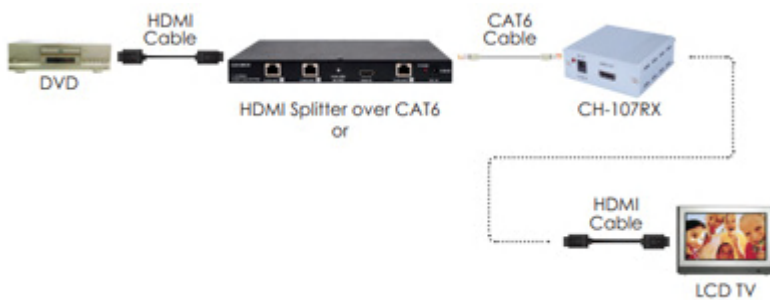 HDMI
Cable
DVD
HDMI Splitter over CAT6
or
CAT6
Cable
CH-107RX
HDMI
Cable
LCD TV